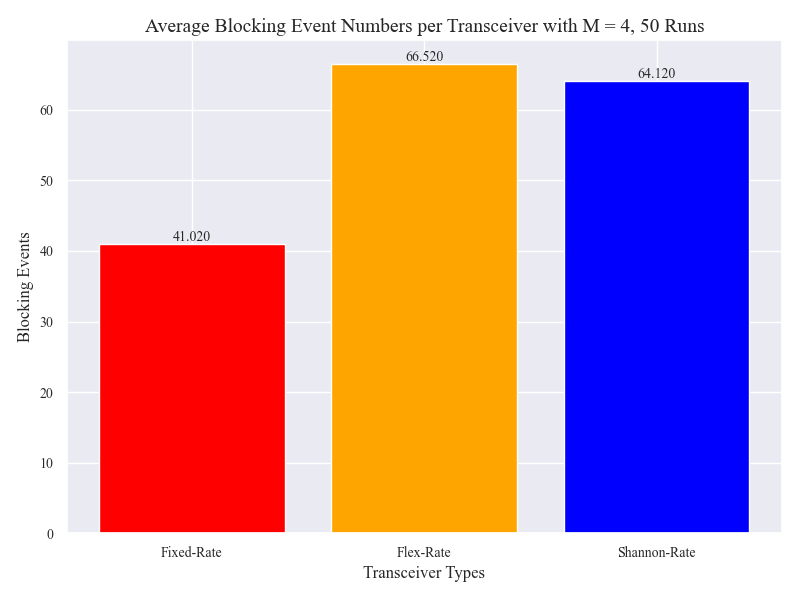 Average Blocking Event Numbers per Transceiver with M = 4, 50 Runs
66.520
64.120
41.020
60
50
40
30
20
10
0
Blocking Events
Fixed-Rate
Flex-Rate
Shannon-Rate
Transceiver Types